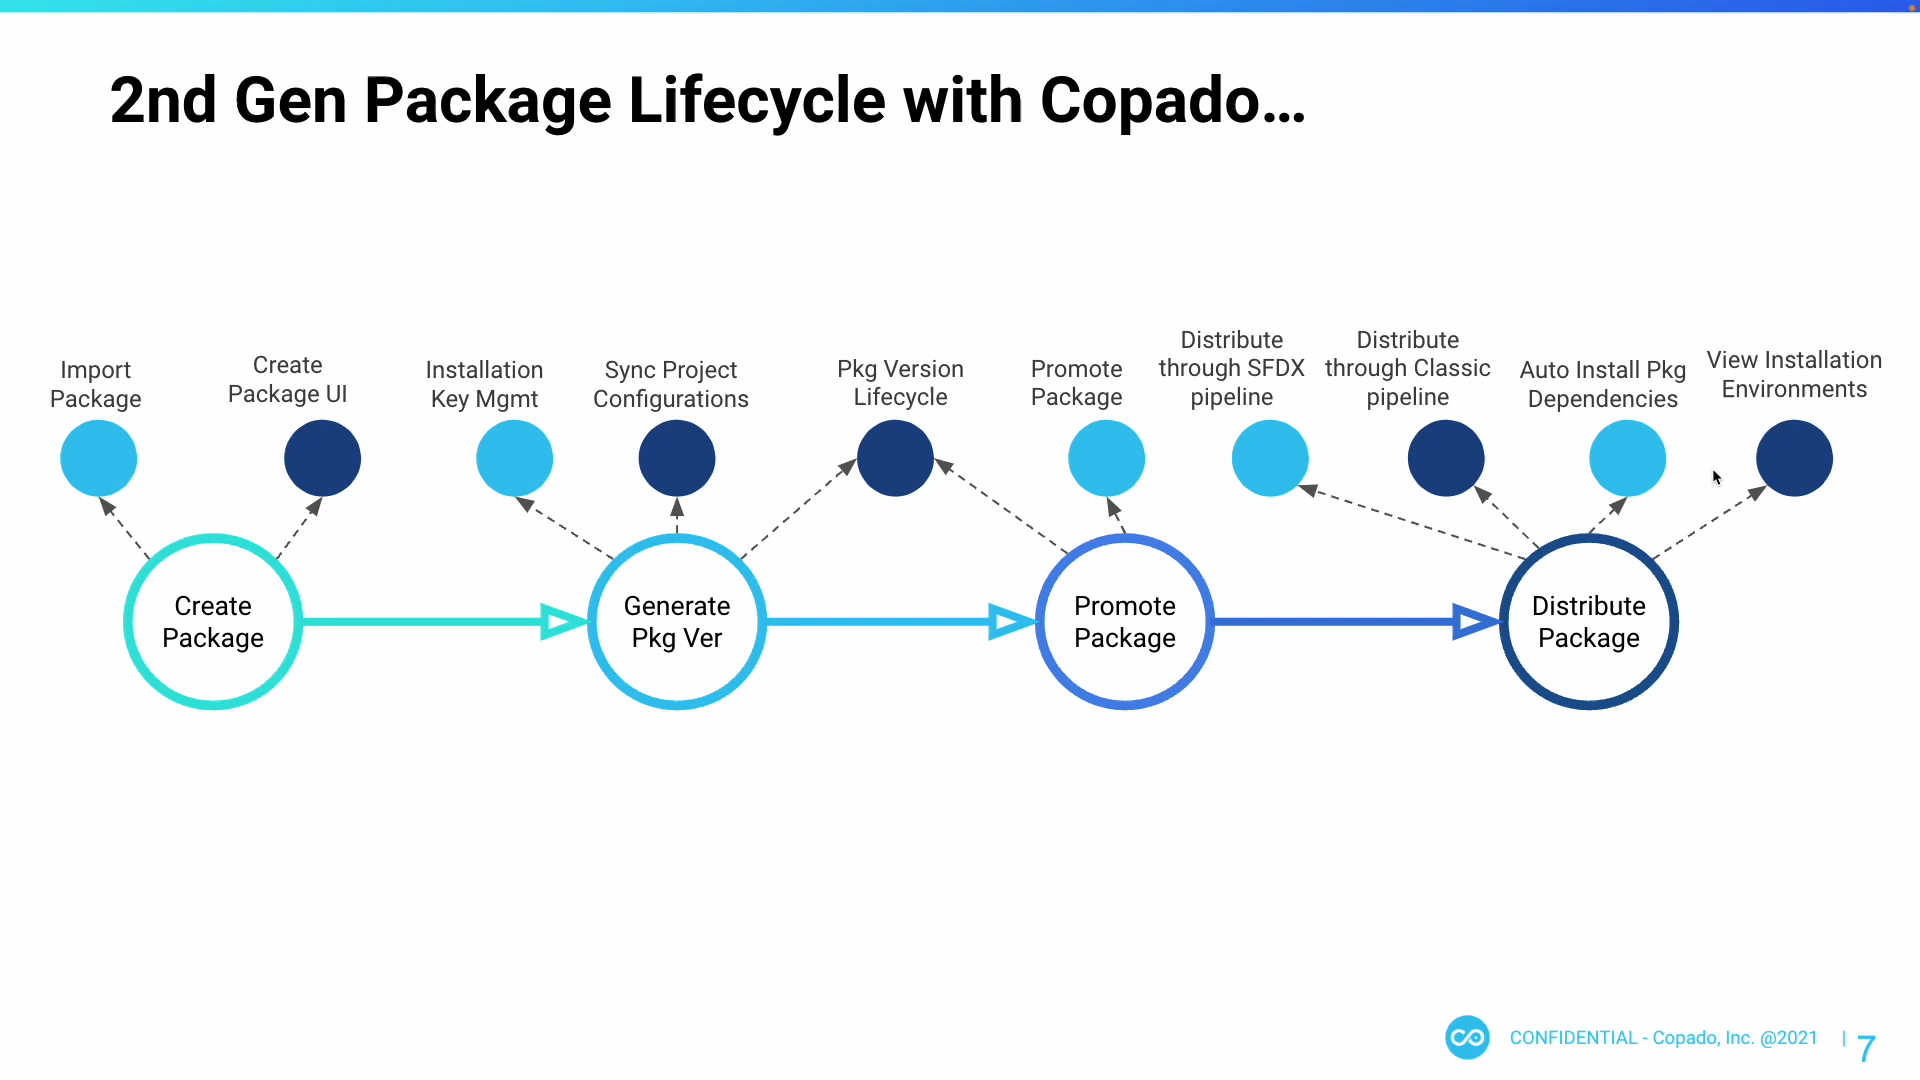 2nd Gen Package Lifecycle with Copado...
Import
Package
Create
Package UI
Installation
Key Mgmt
Sync Project
Configurations
Pkg Version
Lifecycle
Promote
Package
Distribute
through SFDX
pipeline
Distribute
through Classic
pipeline
Auto Install Pkg
Dependencies
View Installation
Environments
Create
Package
Generate
Pkg Ver
Promote
Package
Distribute
Package
CONFIDENTIAL - Copado, Inc. @2021 | 7